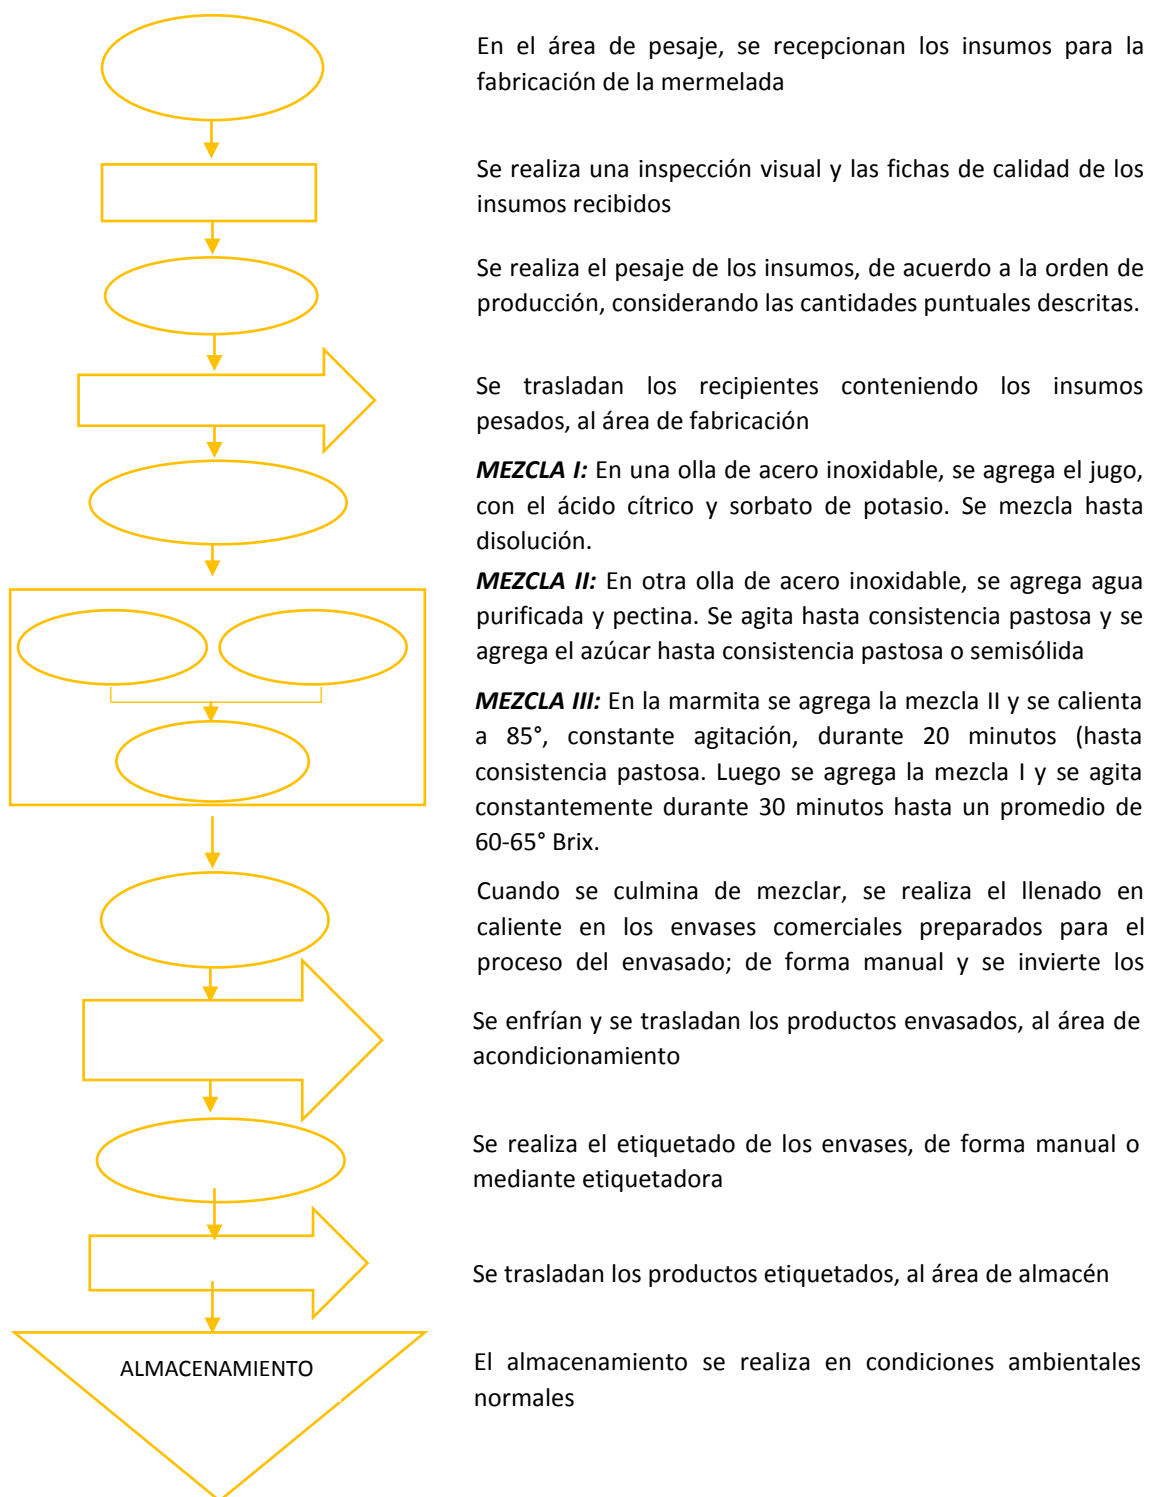 En el área de pesaje, se recepcionan los insumos para la
fabricación de la mermelada
Se realiza una inspección visual y las fichas de calidad de los
insumos recibidos
Se realiza el pesaje de los insumos, de acuerdo a la orden de
producción, considerando las cantidades puntuales descritas.
Se trasladan los recipientes conteniendo los insumos
pesados, al área de fabricación
MEZCLA I: En una olla de acero inoxidable, se agrega el jugo,
con el ácido cítrico y sorbato de potasio. Se mezcla hasta
disolución.
MEZCLA II: En otra olla de acero inoxidable, se agrega agua
purificada y pectina. Se agita hasta consistencia pastosa y se
agrega el azúcar hasta consistencia pastosa o semisólida
MEZCLA III: En la marmita se agrega la mezcla II y se calienta
a 85°, constante agitación, durante 20 minutos (hasta
consistencia pastosa. Luego se agrega la mezcla I y se agita
constantemente durante 30 minutos hasta un promedio de
60-65° Brix.
Cuando se culmina de mezclar, se realiza el llenado en
caliente en los envases comerciales preparados para el
proceso del envasado; de forma manual y se invierte los
Se enfrían y se trasladan los productos envasados, al área de
acondicionamiento
Se realiza el etiquetado de los envases, de forma manual o
mediante etiquetadora
Se trasladan los productos etiquetados, al área de almacén
ALMACENAMIENTO
El almacenamiento se realiza en condiciones ambientales
normales